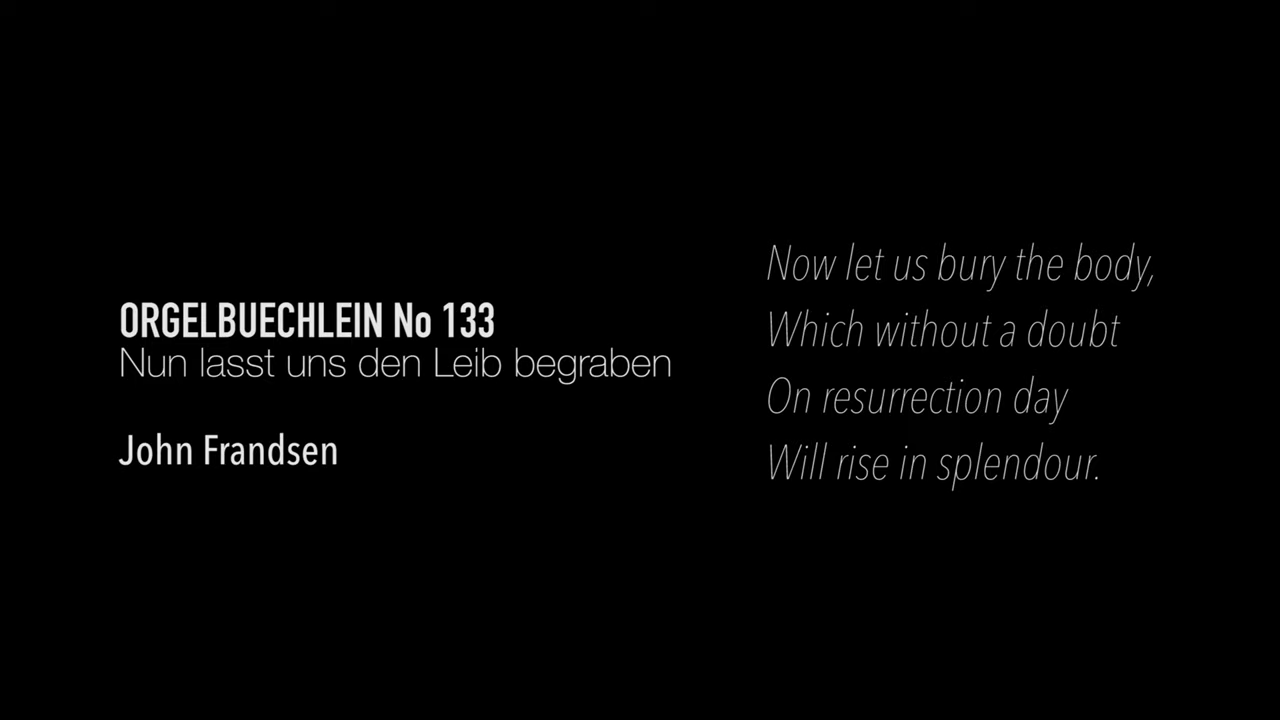 ORGELBUECHLEIN No 133
Nun lasst uns den Leib begraben
John Frandsen
Now let us bury the body,
Which without a doubt
On resurrection day
Will rise in splendour.